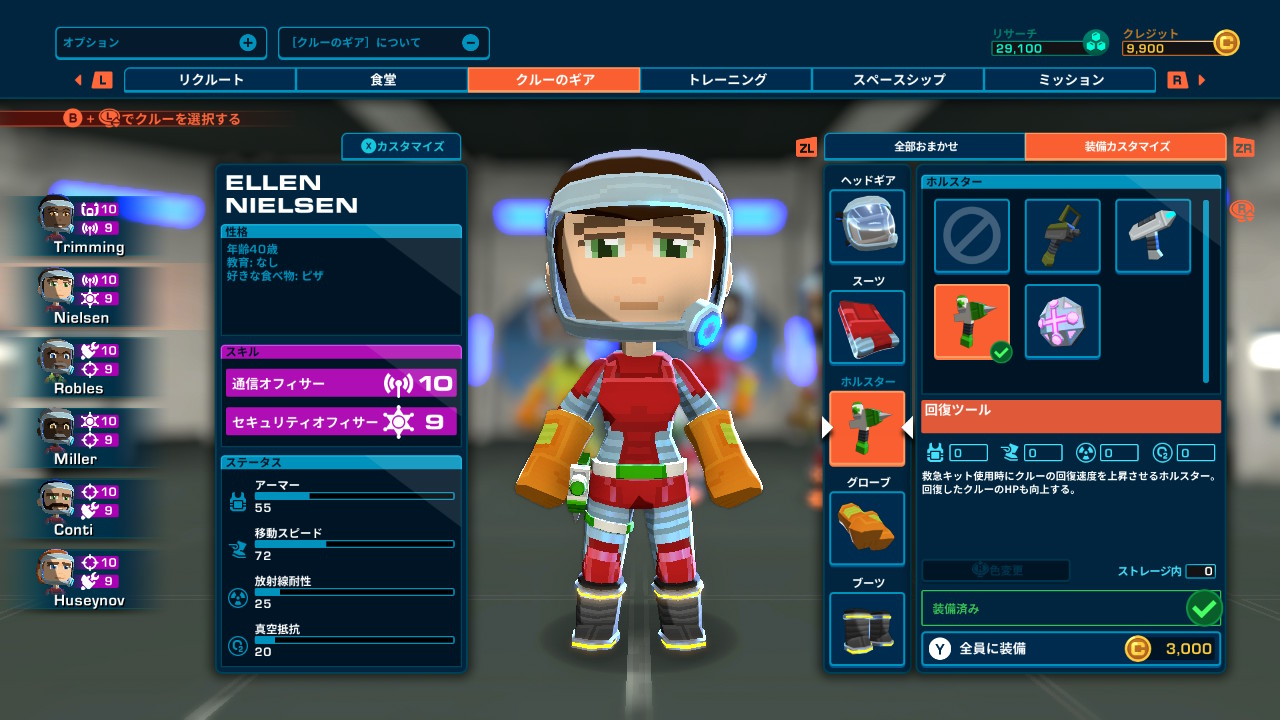 オプション
[クルーのギア] について
リサーチ
29,100
クレジット
9,900
L
リクルート
食堂
クルーのギア
トレーニング
スペースシップ
ミッション
R
B + L でクルーを選択する
X カスタマイズ
ZL
全部おまかせ
装備カスタマイズ
ZR
10
9
Trimming
10
9
Nielsen
10
9
Robles
10
9
Miller
10
9
Conti
10
9
Huseynov
ELLEN
NIELSEN
性格
年齢40歳
教育: なし
好きな食べ物: ピザ
スキル
通信オフィサー 10
セキュリティオフィサー 9
ステータス
アーマー
55
移動スピード
72
放射線耐性
25
真空抵抗
20
ヘッドギア
スーツ
ホルスター
グローブ
ブーツ
ホルスター
R
回復ツール
0 0 0 0
救急キット使用時にクルーの回復速度を上昇させるホルスター。
回復したクルーのHPも向上する。
色変更
ストレージ内 0
装備済み
Y 全員に装備 C 3,000